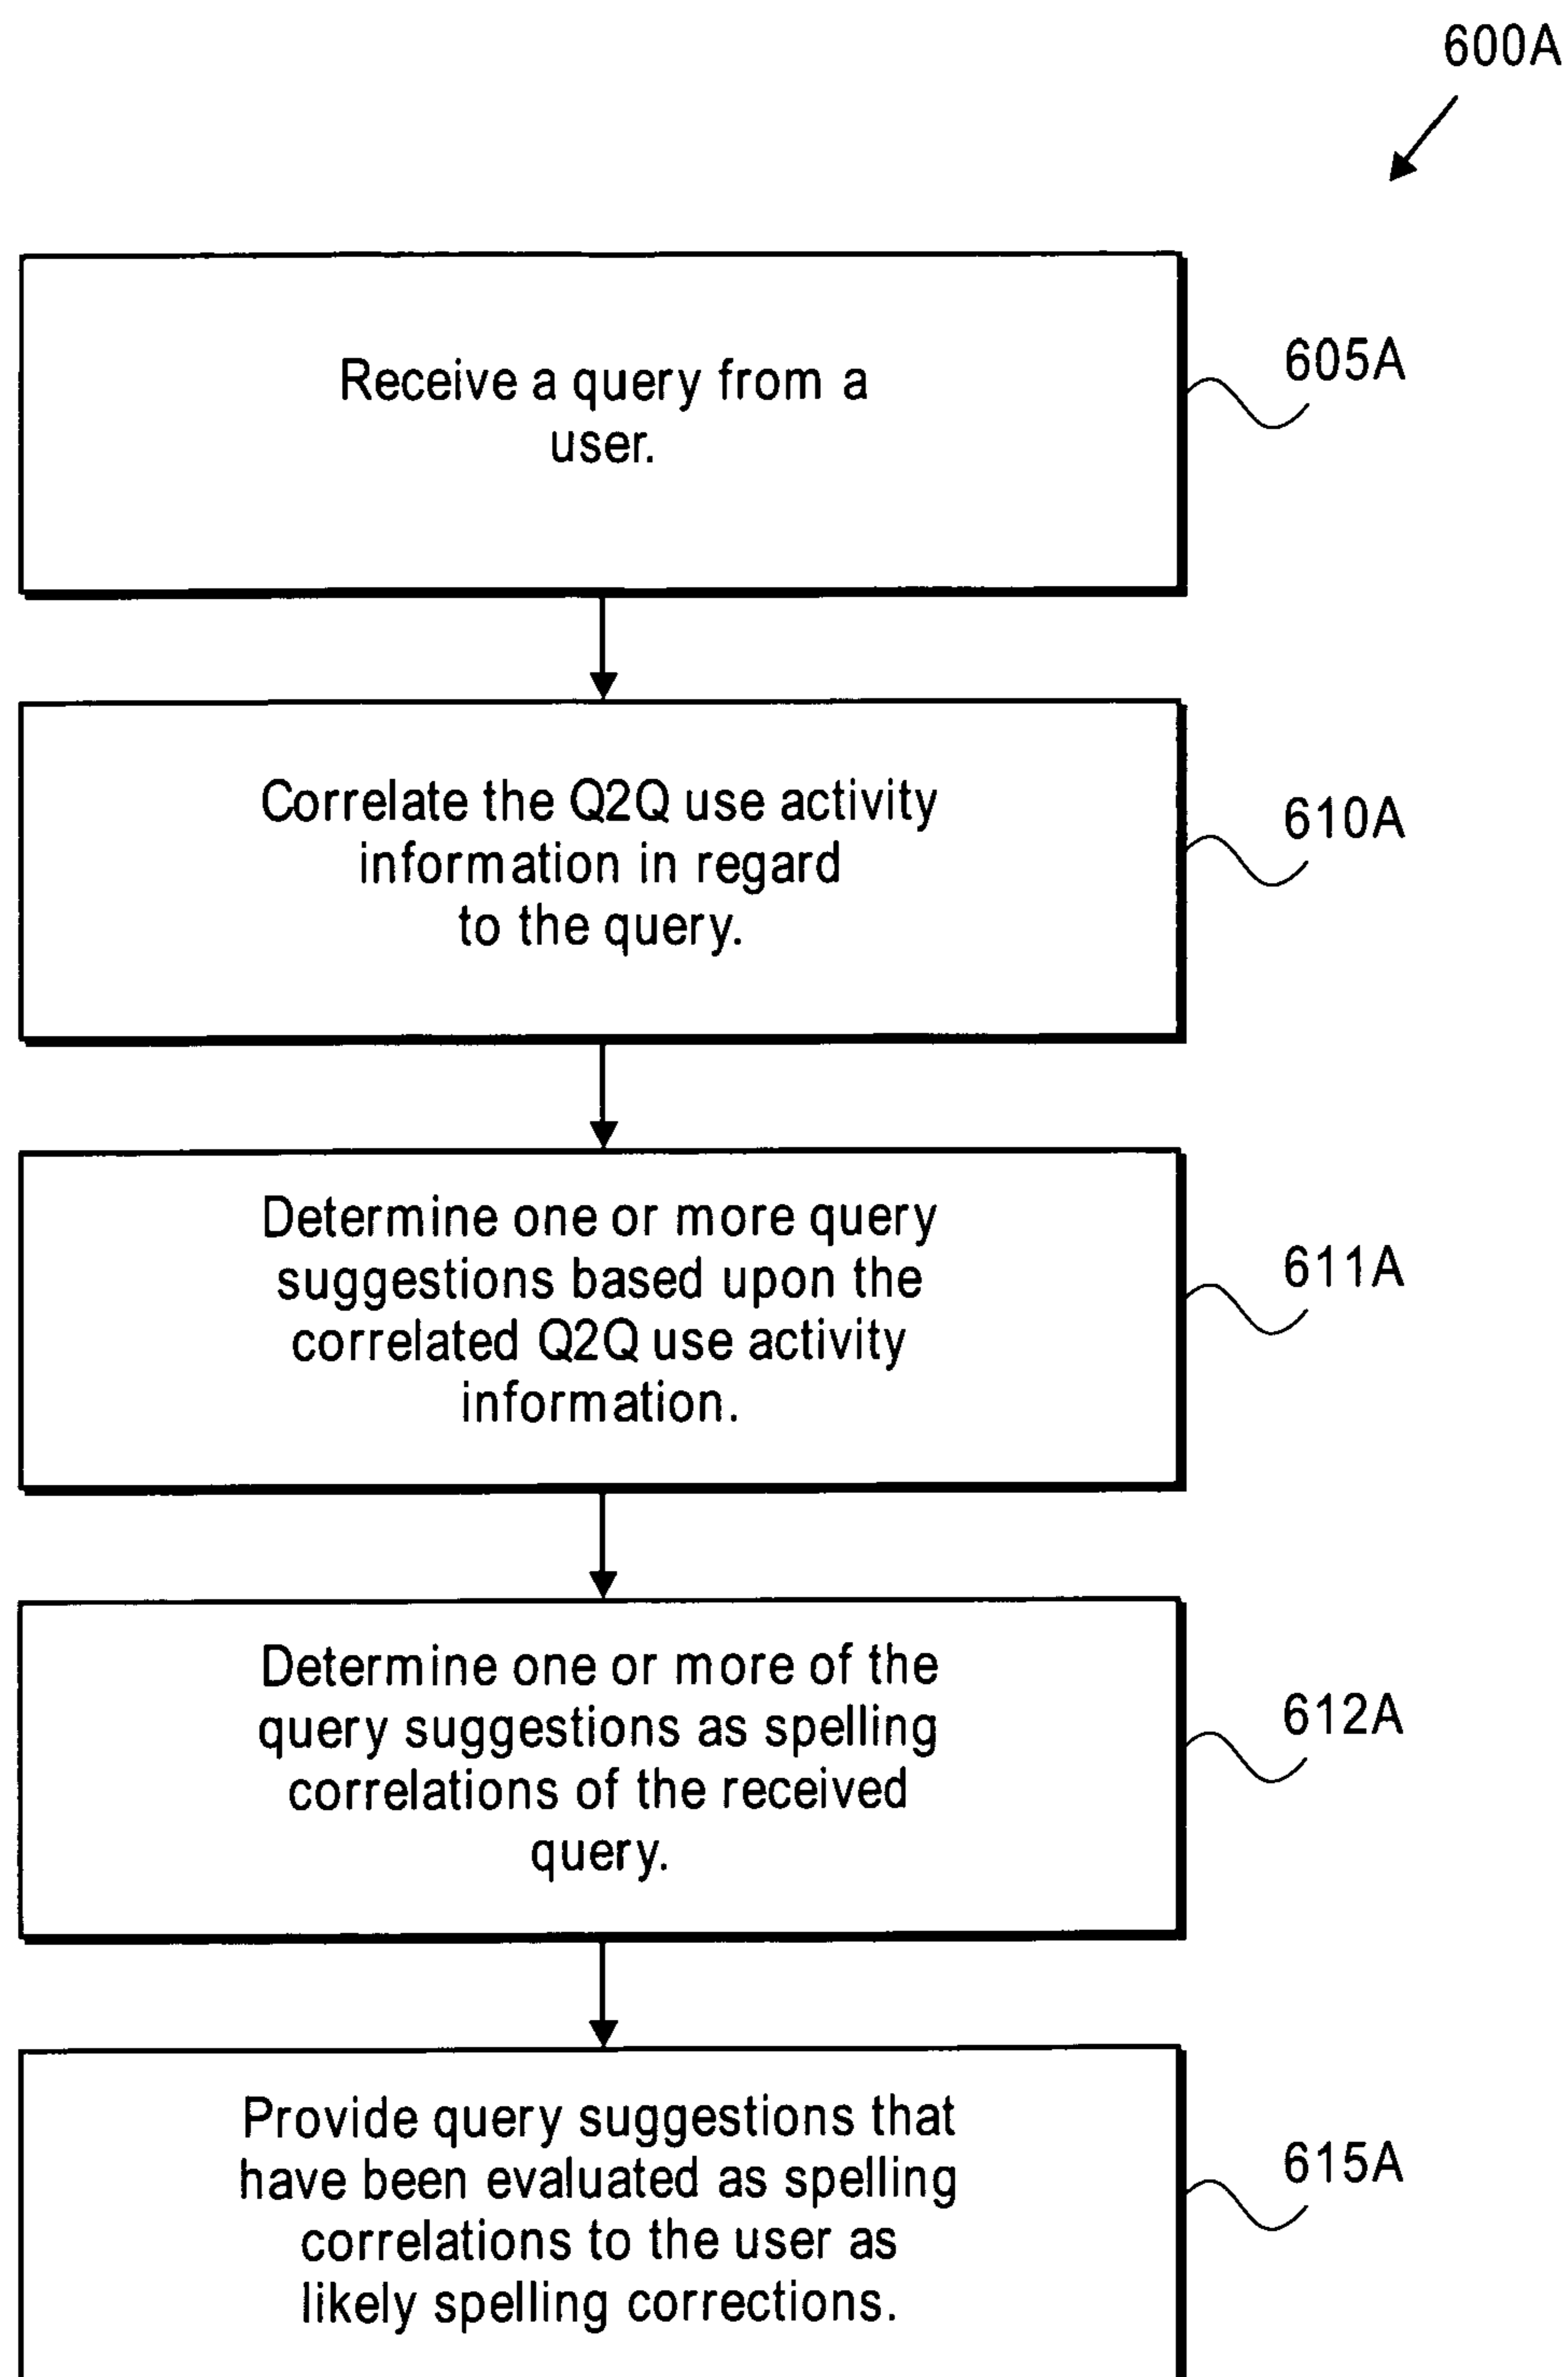 600A
Receive a query from a
user.
605A
Correlate the Q2Q use activity
information in regard
to the query.
610A
Determine one or more query
suggestions based upon the
correlated Q2Q use activity
information.
611A
Determine one or more of the
query suggestions as spelling
correlations of the received
query.
612A
Provide query suggestions that
have been evaluated as spelling
correlations to the user as
likely spelling corrections.
615A